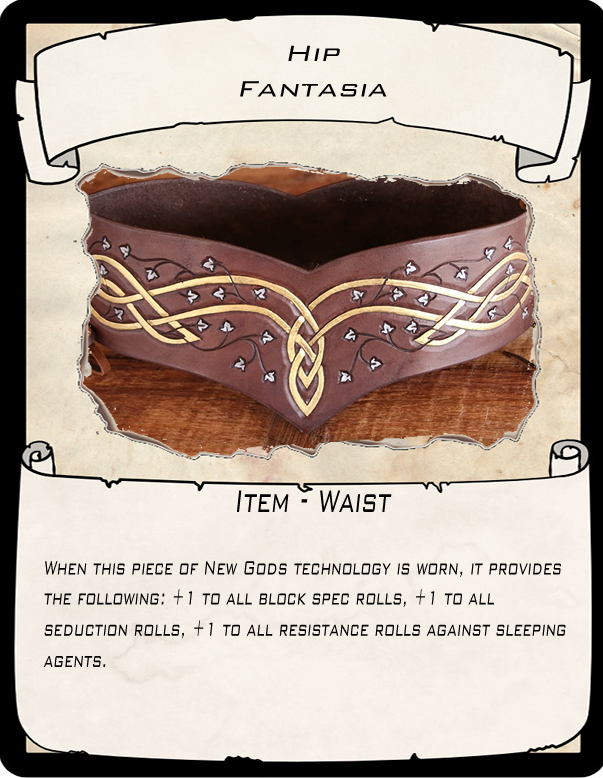 Hip
Fantasia
Item - Waist
When this piece of New Gods technology is worn, it provides
the following: +1 to all block spec rolls, +1 to all
seduction rolls, +1 to all resistance rolls against sleeping
agents.